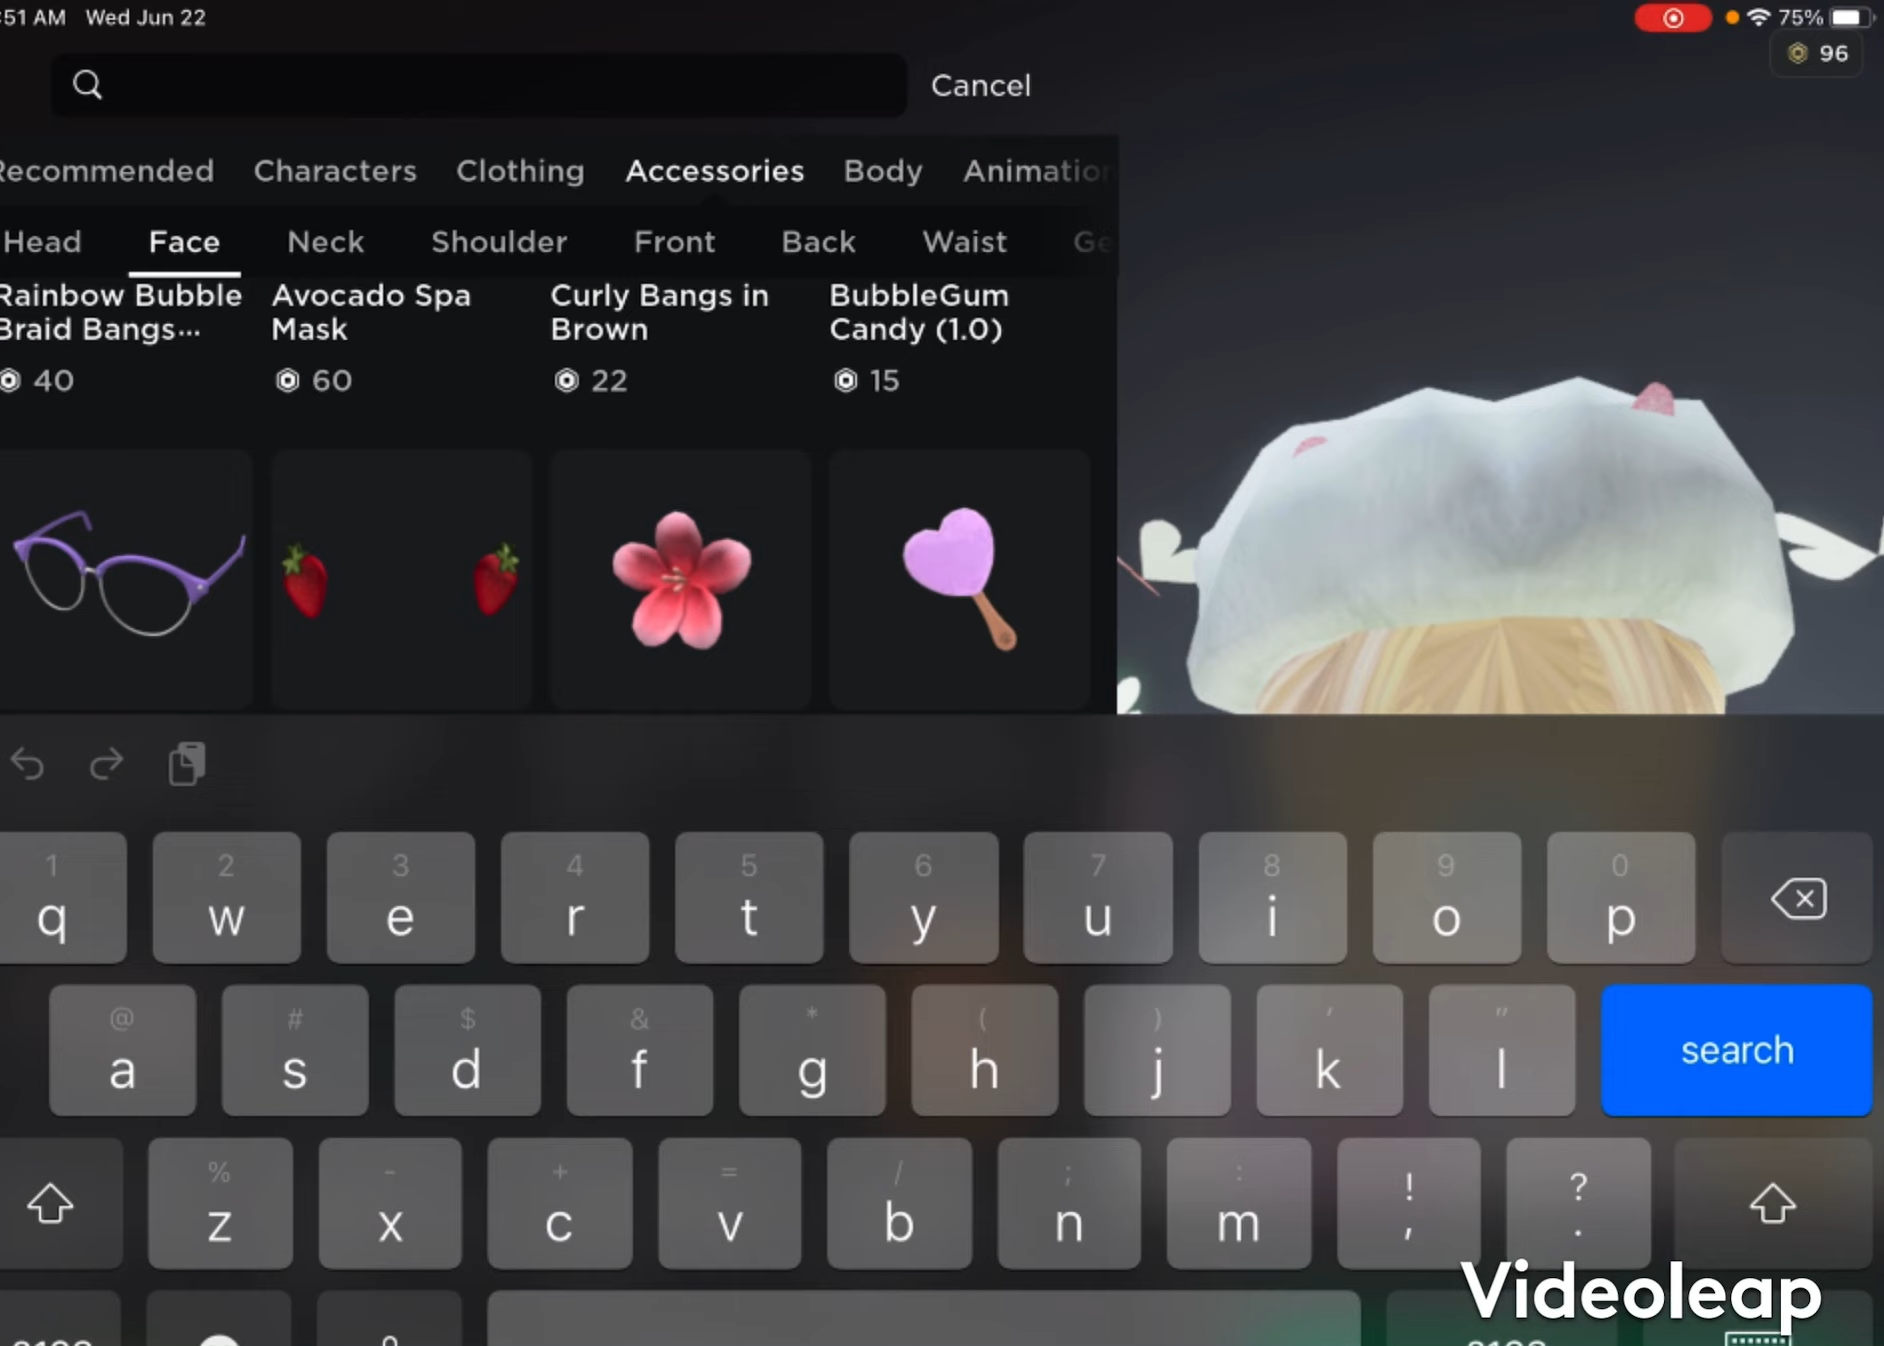 :51 AM Wed Jun 22 75%
96
Cancel
Recommended Characters Clothing Accessories Body Animation
Head Face Neck Shoulder Front Back Waist Ge
Rainbow Bubble Braid Bangs...
40
Avocado Spa
Mask
60
Curly Bangs in
Brown
22
BubbleGum
Candy (1.0)
15
1 2 3 4 5 6 7 8 9 0
q w e r t y u i o p
@ # $ & * ( ) ' "
a s d f g h j k l search
% - + = / ; : ! ?
z x c v b n m , .
Videoleap